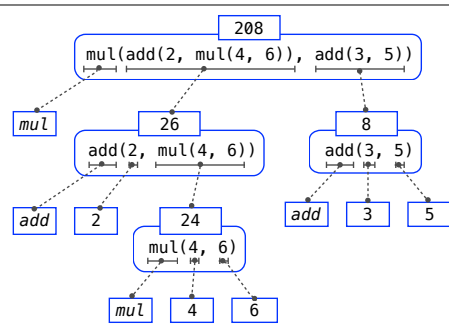 208
mul(add(2, mul(4, 6)), add(3, 5))
mul
26
8
add(2, mul(4, 6))
add(3, 5)
add
2
24
add
3
5
mul(4, 6)
mul
4
6